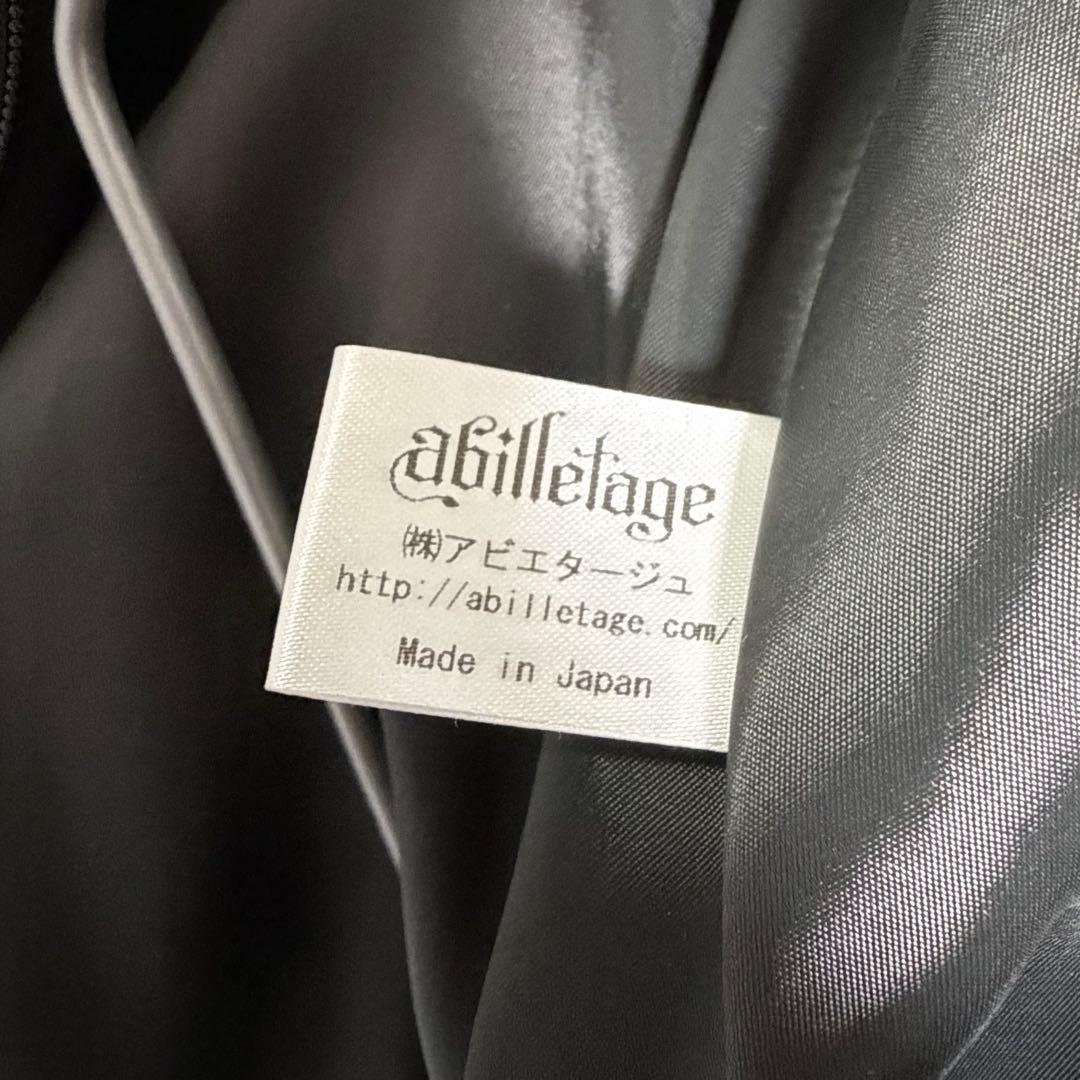 abilletage
㈱アビエタージュ
http://abilletage.com/
Made in Japan